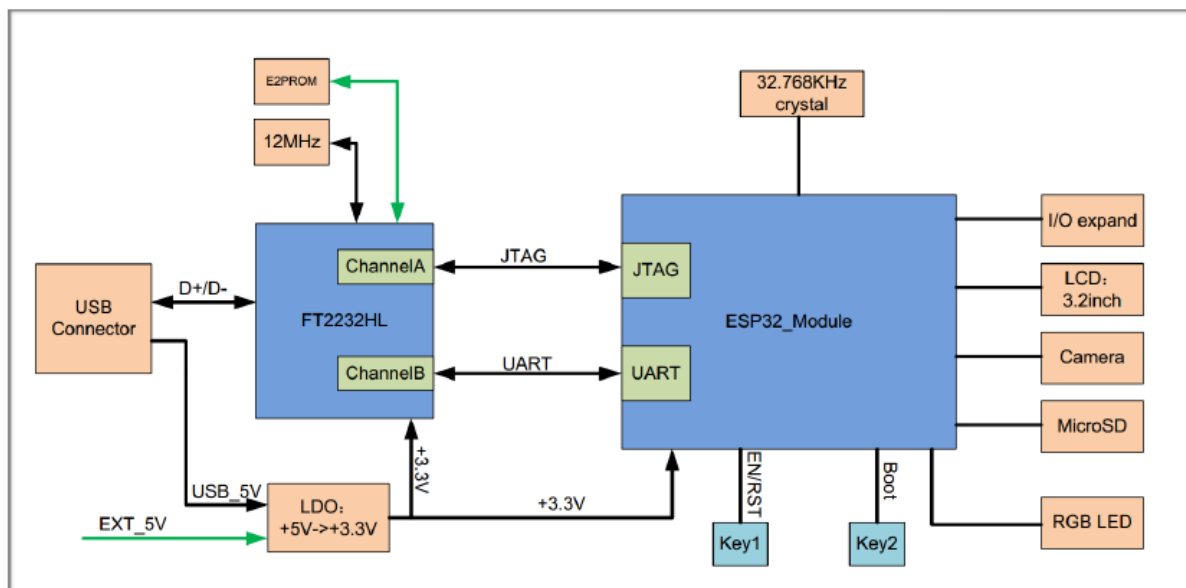 E2PROM
12MHz
32.768KHz
crystal
USB
Connector
D+/D-
FT2232HL
ChannelA
ChannelB
JTAG
UART
JTAG
UART
ESP32_Module
I/O expand
LCD：
3.2inch
Camera
MicroSD
RGB LED
USB_5V
EXT_5V
LDO：
+5V->+3.3V
+3.3V
+3.3V
EN/RST
Boot
Key1
Key2